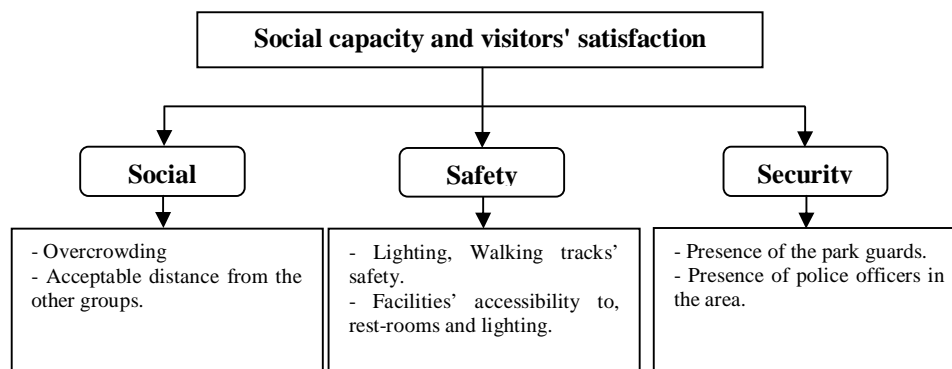 Social capacity and visitors' satisfaction
Social
Safety
Security
- Overcrowding
- Acceptable distance from the
other groups.
- Lighting, Walking tracks’
safety.
- Facilities’ accessibility to,
rest-rooms and lighting.
- Presence of the park guards.
- Presence of police officers in
the area.